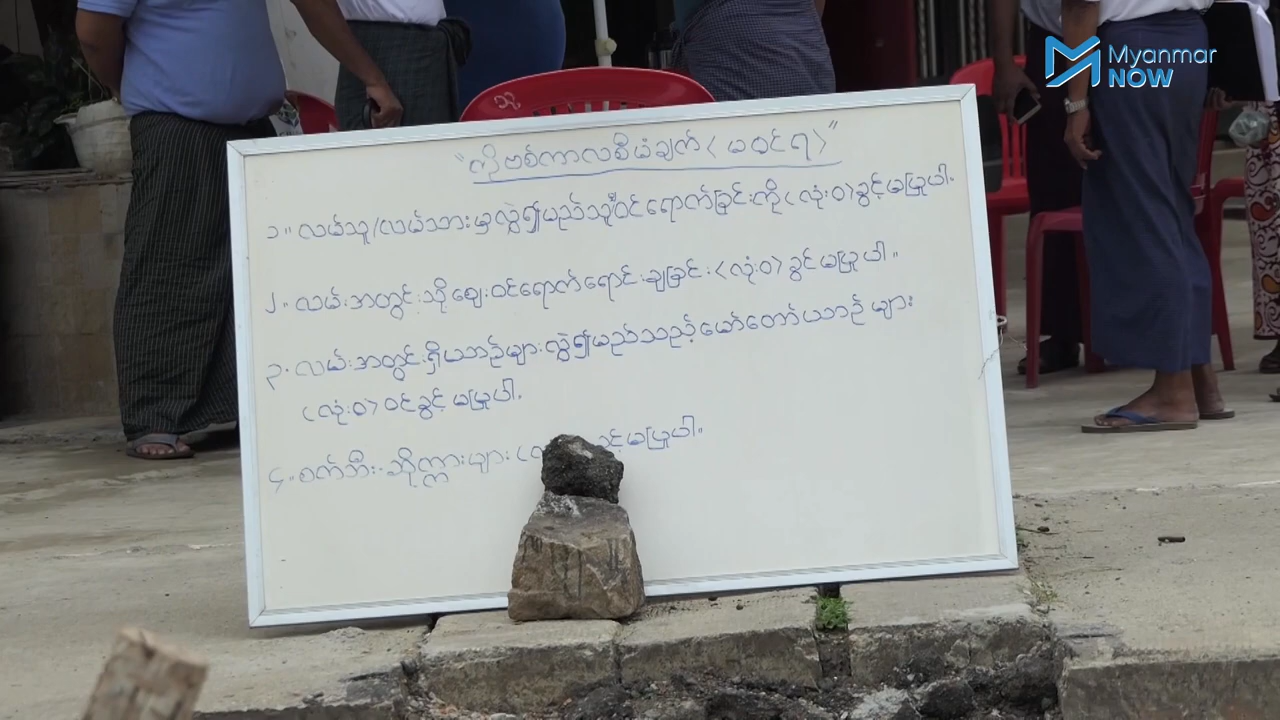 Myanmar
NOW
"ကိုဗစ်ကာလစီမံချက် (မဝင်ရ)"
၁။ လမ်သူ/လမ်သားမှလွဲ၍မည်သူမှဝင်ရောက်ခြင်းကို (လုံးဝ) ခွင့်မပြုပါ.
၂။ လမ်းအတွင်းသို့ဈေးဝင်ရောက်ရောင်းချခြင်း (လုံးဝ) ခွင်မပြုပါ ။
၃. လမ်းအတွင်းရှိယာဉ်များလွဲ၍မည်သည့်မော်တော်ယာဉ်များ
(လုံးဝ) ဝင်ခွင့်မပြုပါ.
၄။ စက်ဘီး၊ ဆိုက္ကားများ မပြုပါ.